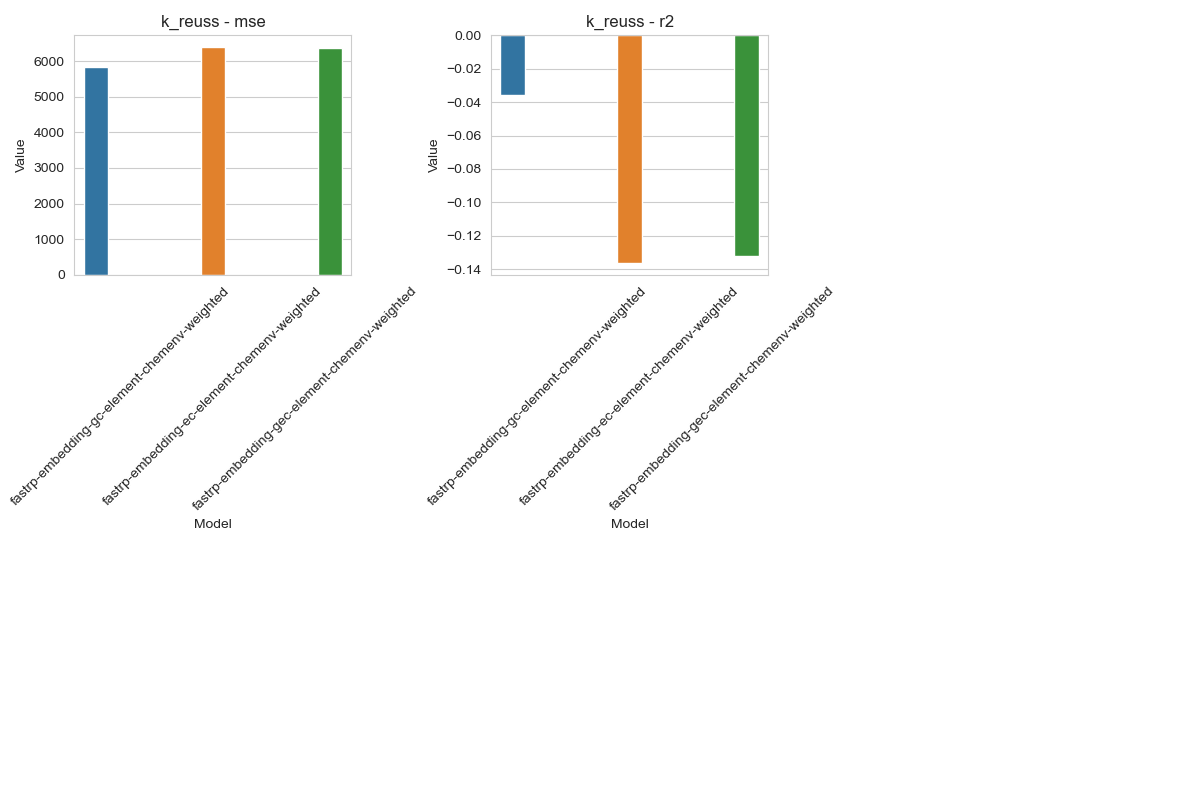 k_reuss - mse
Value
6000
5000
4000
3000
2000
1000
0
fastrp-embedding-gc-element-chemenv-weighted
fastrp-embedding-ec-element-chemenv-weighted
fastrp-embedding-gec-element-chemenv-weighted
Model
k_reuss - r2
Value
0.00
−0.02
−0.04
−0.06
−0.08
−0.10
−0.12
−0.14
fastrp-embedding-gc-element-chemenv-weighted
fastrp-embedding-ec-element-chemenv-weighted
fastrp-embedding-gec-element-chemenv-weighted
Model